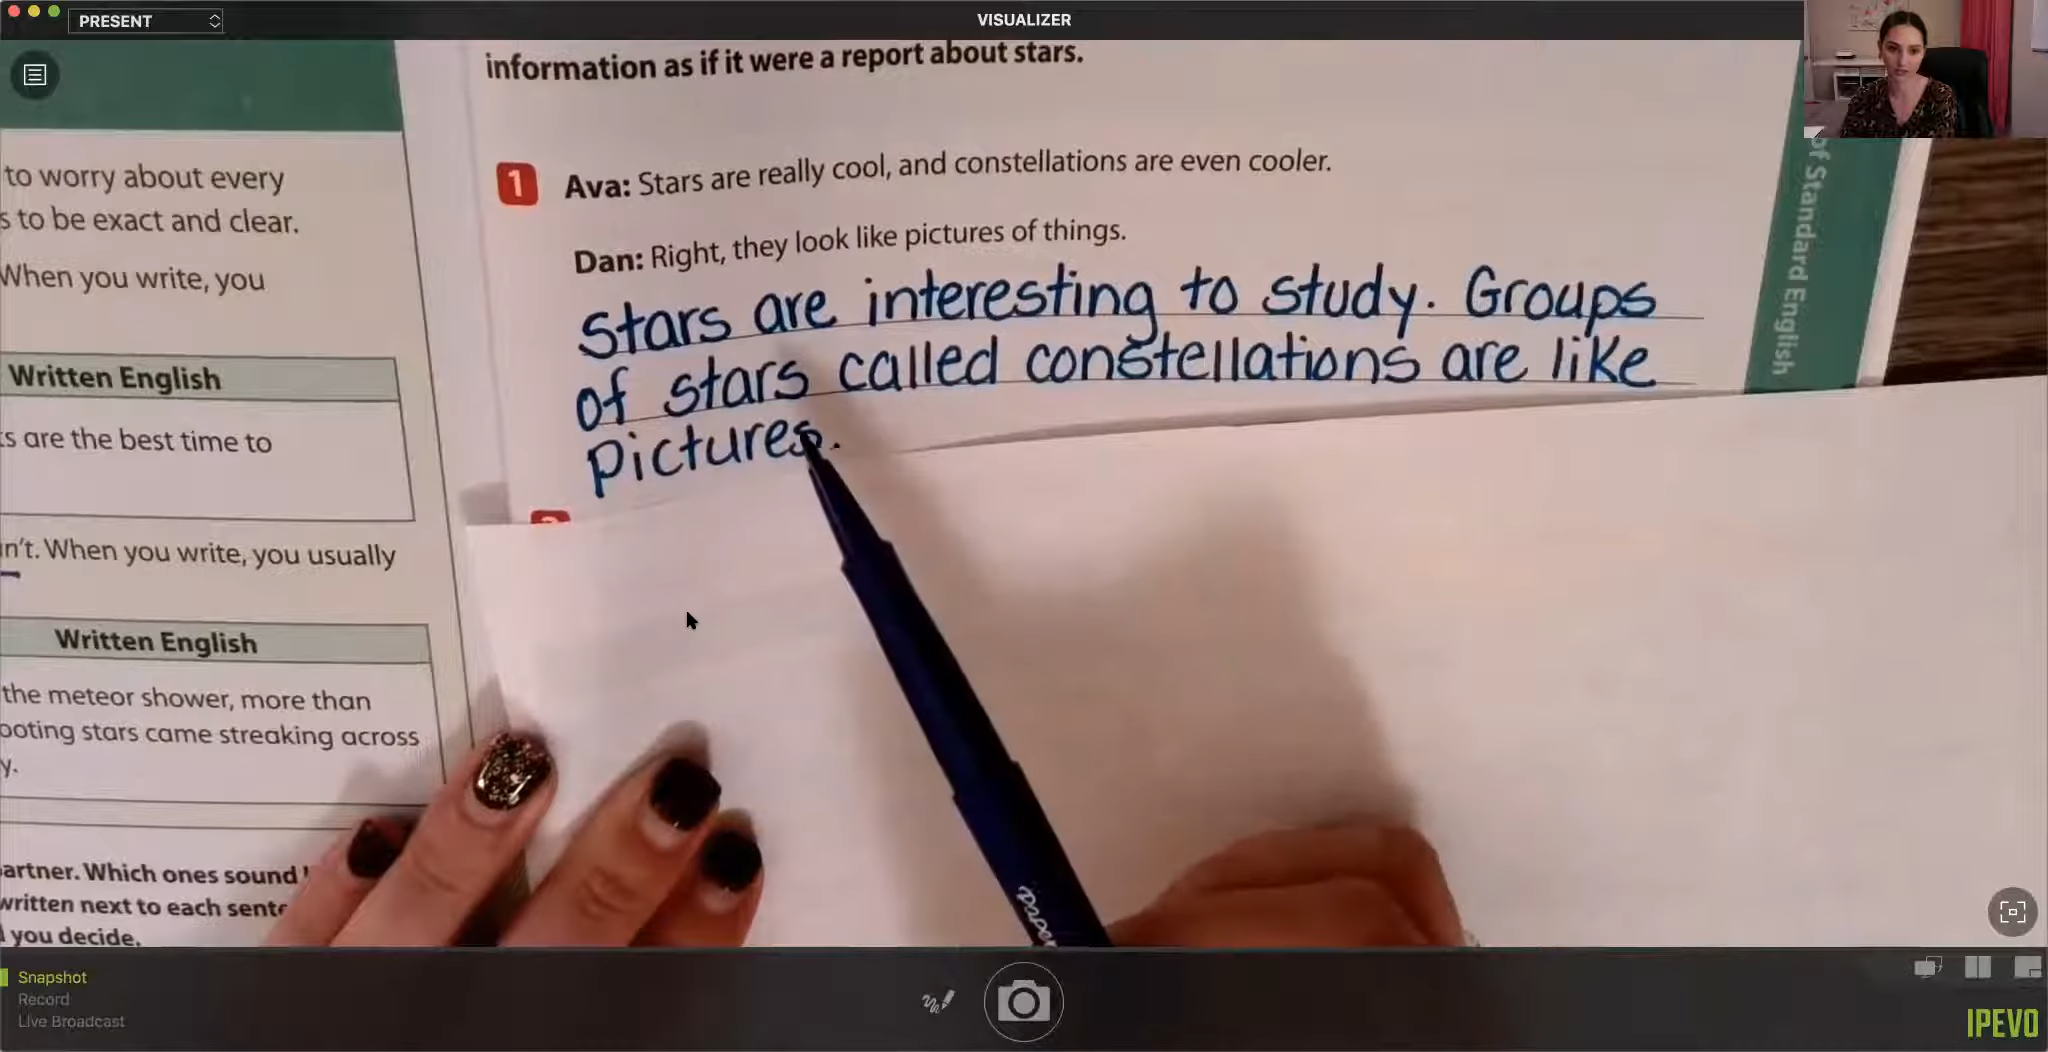 PRESENT
VISUALIZER
information as if it were a report about stars.
to worry about every
s to be exact and clear.
When you write, you
Written English
s are the best time to
n't. When you write, you usually
Written English
the meteor shower, more than
ooting stars came streaking across
y.
artner. Which ones sound
written next to each sente
you decide.
1 Ava: Stars are really cool, and constellations are even cooler.
Dan: Right, they look like pictures of things.
Stars are interesting to study. Groups
of stars called constellations are like
pictures.
of Standard English
Snapshot
Record
Live Broadcast
IPEVO